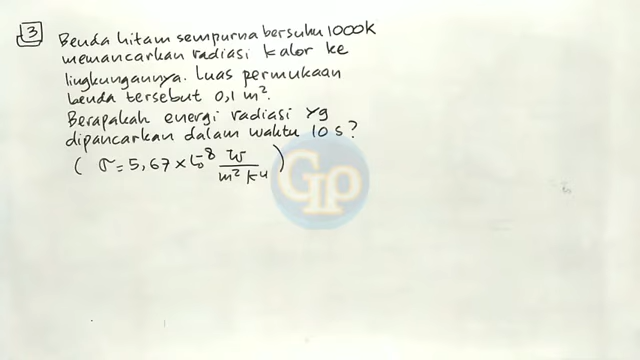 3 Benda hitam sempurna bersuhu 1000K
memancarkan radiasi kalor ke
lingkungannya. Luas permukaan
benda tersebut 0,1 m².
Berapakah energi radiasi yg
dipancarkan dalam waktu 10 s?
( σ = 5,67 × 10⁻⁸ W/m² K⁴ )
GIP